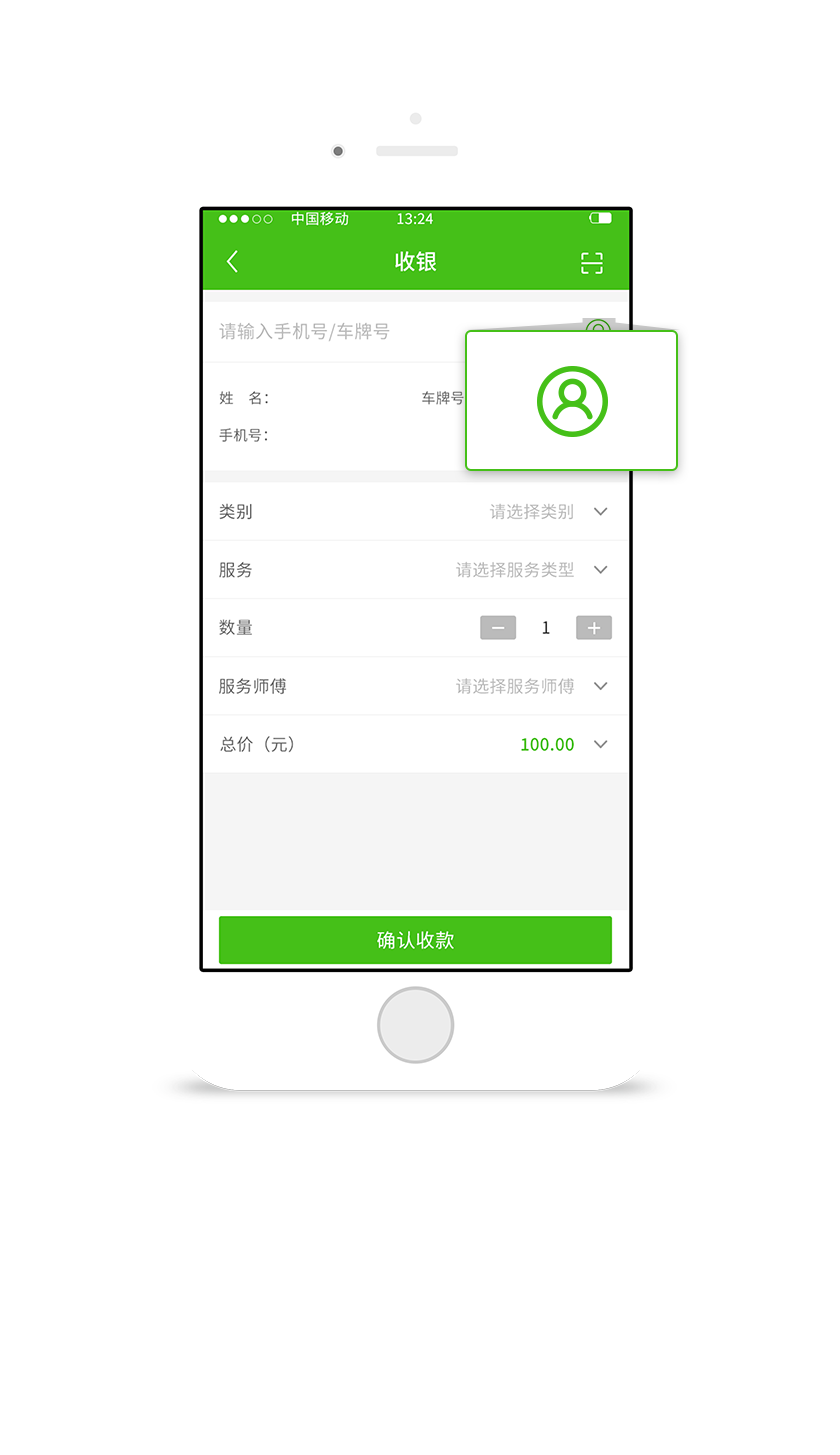 中国移动 13:24
收银
请输入手机号/车牌号
姓 名： 车牌号
手机号：
类别 请选择类别
服务 请选择服务类型
数量 1
服务师傅 请选择服务师傅
总价（元） 100.00
确认收款